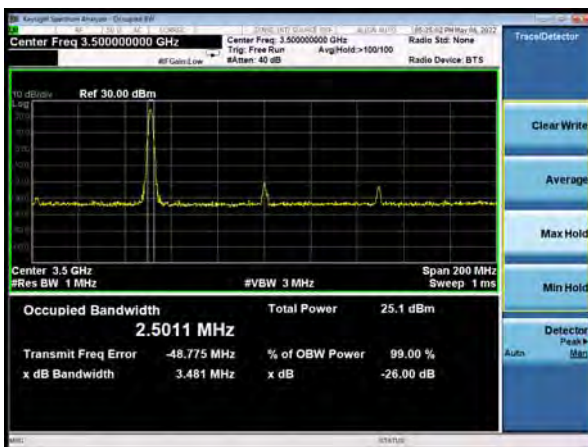 Keysight Spectrum Analyzer - Occupied BW
Center Freq 3.500000000 GHz
Center Freq: 3.500000000 GHz
Radio Std: None
Trace/Detector
Trig: Free Run
Avg|Hold:>100/100
#IFGain:Low
#Atten: 40 dB
Radio Device: BTS
10 dB/div
Ref 30.00 dBm
Log
Clear Write
Average
Max Hold
Min Hold
Center 3.5 GHz
Span 200 MHz
#Res BW 1 MHz
#VBW 3 MHz
Sweep 1 ms
Occupied Bandwidth
Total Power
25.1 dBm
2.5011 MHz
Transmit Freq Error
-48.775 MHz
% of OBW Power
99.00 %
x dB Bandwidth
3.481 MHz
x dB
-26.00 dB
Detector
Peak▶
Auto
Man
MSG
STATUS